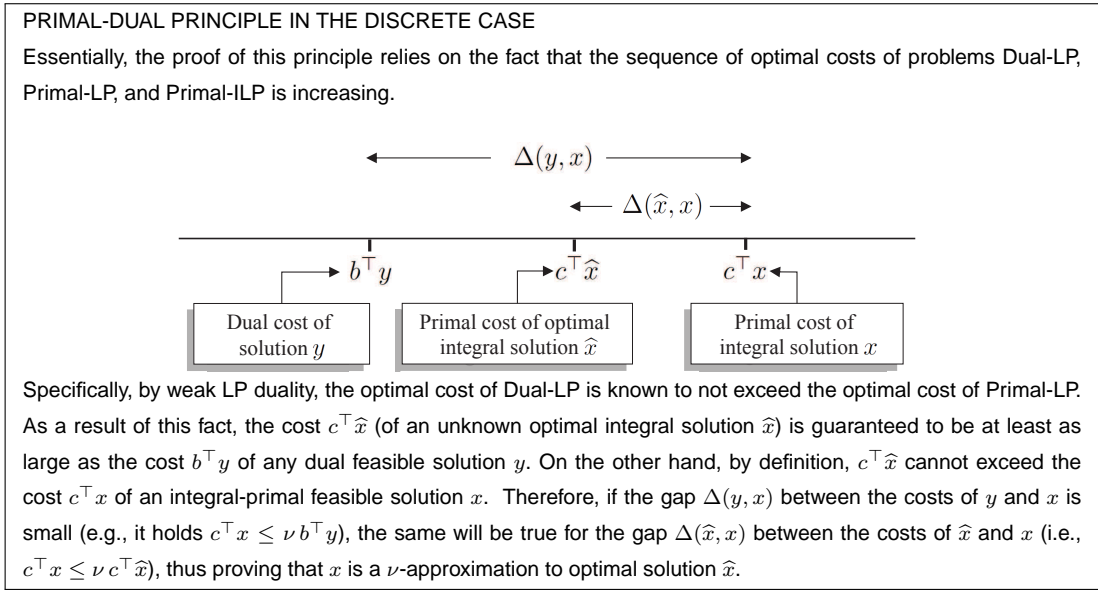 PRIMAL-DUAL PRINCIPLE IN THE DISCRETE CASE
Essentially, the proof of this principle relies on the fact that the sequence of optimal costs of problems Dual-LP,
Primal-LP, and Primal-ILP is increasing.
Δ(y, x)
Δ(x̂, x)
b⊤y
c⊤x̂
c⊤x
Dual cost of
solution y
Primal cost of optimal
integral solution x̂
Primal cost of
integral solution x
Specifically, by weak LP duality, the optimal cost of Dual-LP is known to not exceed the optimal cost of Primal-LP.
As a result of this fact, the cost c⊤x̂ (of an unknown optimal integral solution x̂) is guaranteed to be at least as
large as the cost b⊤y of any dual feasible solution y. On the other hand, by definition, c⊤x̂ cannot exceed the
cost c⊤x of an integral-primal feasible solution x. Therefore, if the gap Δ(y, x) between the costs of y and x is
small (e.g., it holds c⊤x ≤ ν b⊤y), the same will be true for the gap Δ(x̂, x) between the costs of x̂ and x (i.e.,
c⊤x ≤ ν c⊤x̂), thus proving that x is a ν-approximation to optimal solution x̂.